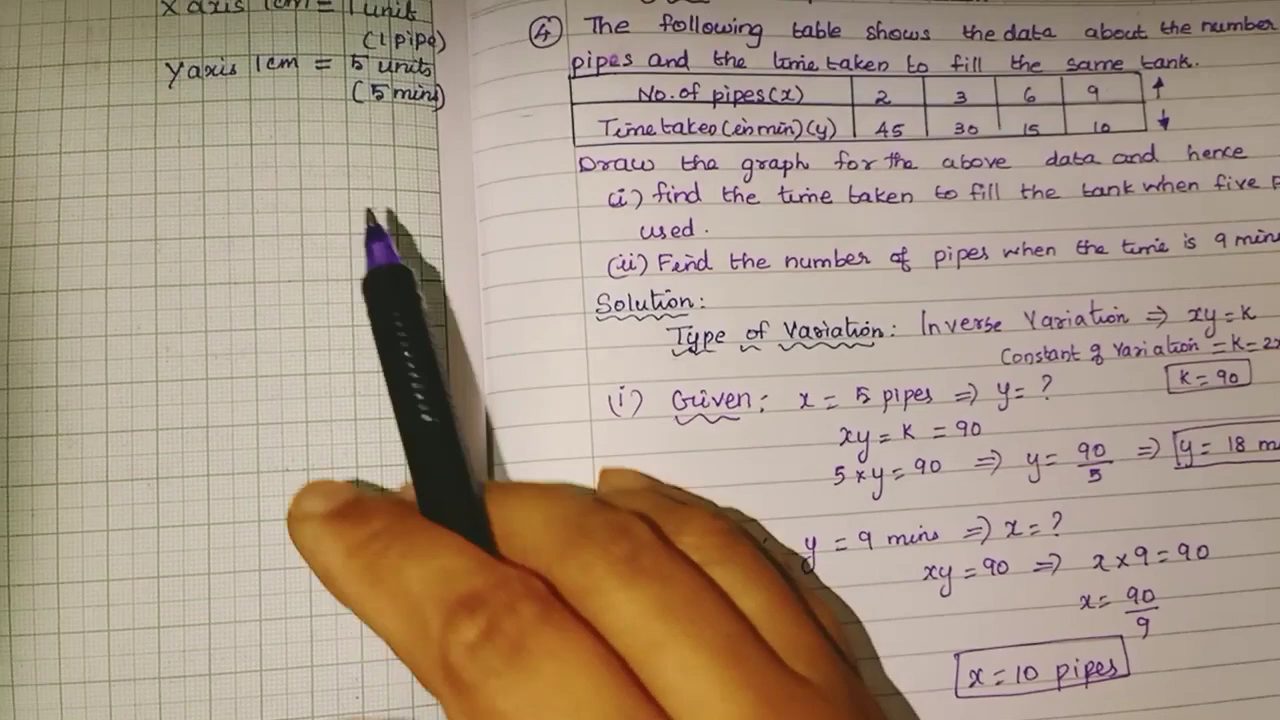 X axis 1cm = 1 unit
(1 pipe)
Y axis 1cm = 5 units
(5 mins)
4 The following table shows the data about the number
pipes and the time taken to fill the same tank.
No. of pipes (x) 2 3 6 9 ↑
Time taken (in min) (y) 45 30 15 10 ↓
Draw the graph for the above data and hence
(i) find the time taken to fill the tank when five
used.
(ii) Find the number of pipes when the time is 9 mins
Solution:
Type of Variation: Inverse Variation ⇒ xy = k
Constant of Variation = k = 2x
k = 90
(i) Given: x = 5 pipes ⇒ y = ?
xy = k = 90
5 × y = 90 ⇒ y = 90/5 ⇒ y = 18 m
y = 9 mins ⇒ x = ?
xy = 90 ⇒ x × 9 = 90
x = 90/9
x = 10 pipes